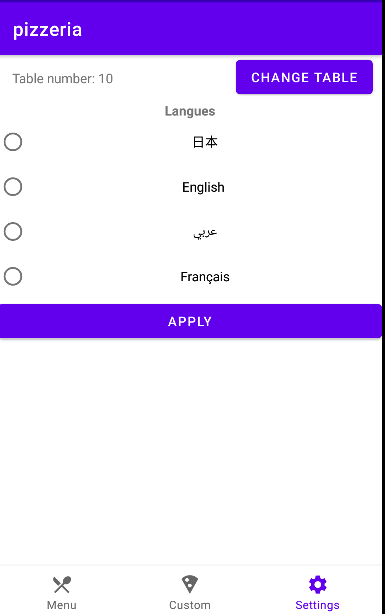 pizzeria
Table number: 10
CHANGE TABLE
Langues
日本
English
عربي
Français
APPLY
Menu
Custom
Settings